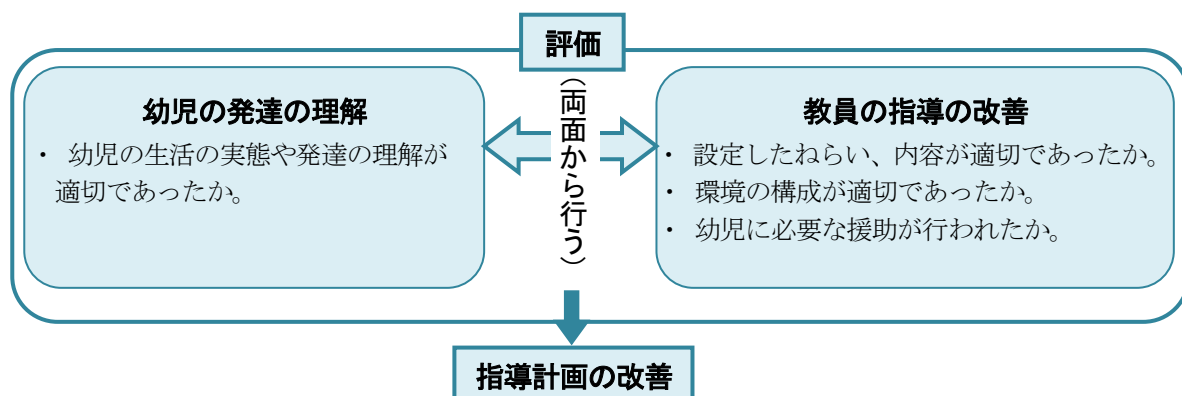 評価
(両面から行う)
幼児の発達の理解
・ 幼児の生活の実態や発達の理解が
適切であったか。
教員の指導の改善
・ 設定したねらい、内容が適切であったか。
・ 環境の構成が適切であったか。
・ 幼児に必要な援助が行われたか。
指導計画の改善